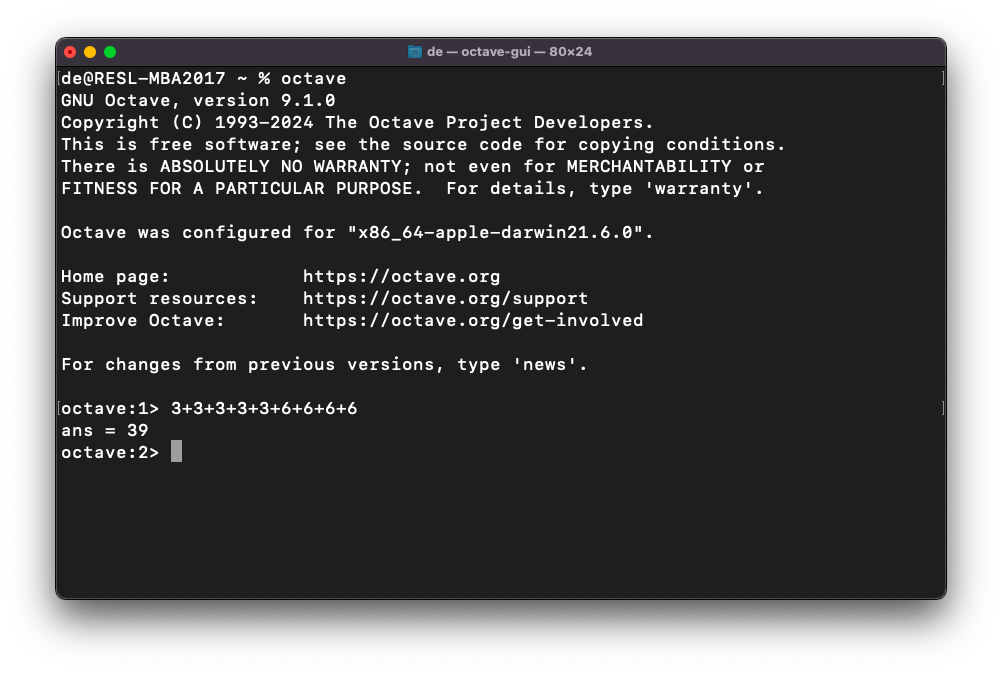 de — octave-gui — 80×24
de@RESL-MBA2017 ~ % octave
GNU Octave, version 9.1.0
Copyright (C) 1993-2024 The Octave Project Developers.
This is free software; see the source code for copying conditions.
There is ABSOLUTELY NO WARRANTY; not even for MERCHANTABILITY or
FITNESS FOR A PARTICULAR PURPOSE.  For details, type 'warranty'.
Octave was configured for "x86_64-apple-darwin21.6.0".
Home page:            https://octave.org
Support resources:    https://octave.org/support
Improve Octave:       https://octave.org/get-involved
For changes from previous versions, type 'news'.
octave:1> 3+3+3+3+3+6+6+6+6
ans = 39
octave:2>